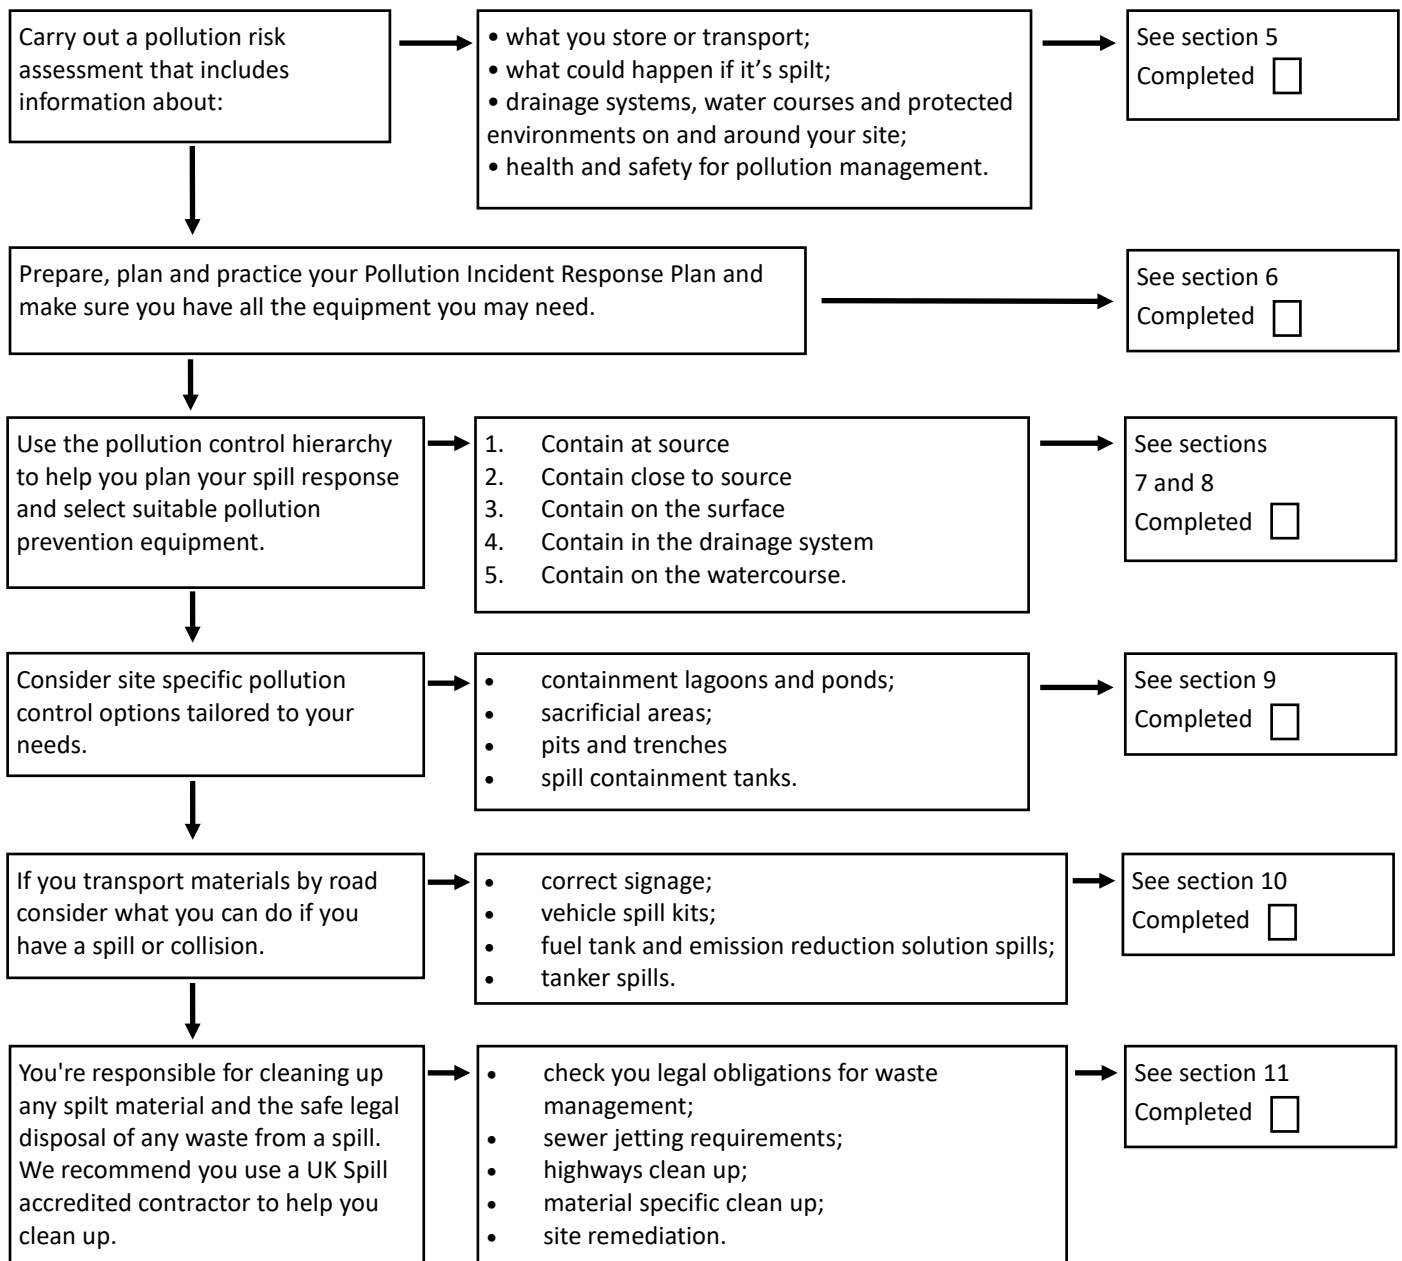 Carry out a pollution risk
assessment that includes
information about:
• what you store or transport;
• what could happen if it’s spilt;
• drainage systems, water courses and protected
environments on and around your site;
• health and safety for pollution management.
See section 5
Completed
Prepare, plan and practice your Pollution Incident Response Plan and
make sure you have all the equipment you may need.
See section 6
Completed
Use the pollution control hierarchy
to help you plan your spill response
and select suitable pollution
prevention equipment.
1. Contain at source
2. Contain close to source
3. Contain on the surface
4. Contain in the drainage system
5. Contain on the watercourse.
See sections
7 and 8
Completed
Consider site specific pollution
control options tailored to your
needs.
• containment lagoons and ponds;
• sacrificial areas;
• pits and trenches
• spill containment tanks.
See section 9
Completed
If you transport materials by road
consider what you can do if you
have a spill or collision.
• correct signage;
• vehicle spill kits;
• fuel tank and emission reduction solution spills;
• tanker spills.
See section 10
Completed
You're responsible for cleaning up
any spilt material and the safe legal
disposal of any waste from a spill.
We recommend you use a UK Spill
accredited contractor to help you
clean up.
• check you legal obligations for waste
management;
• sewer jetting requirements;
• highways clean up;
• material specific clean up;
• site remediation.
See section 11
Completed